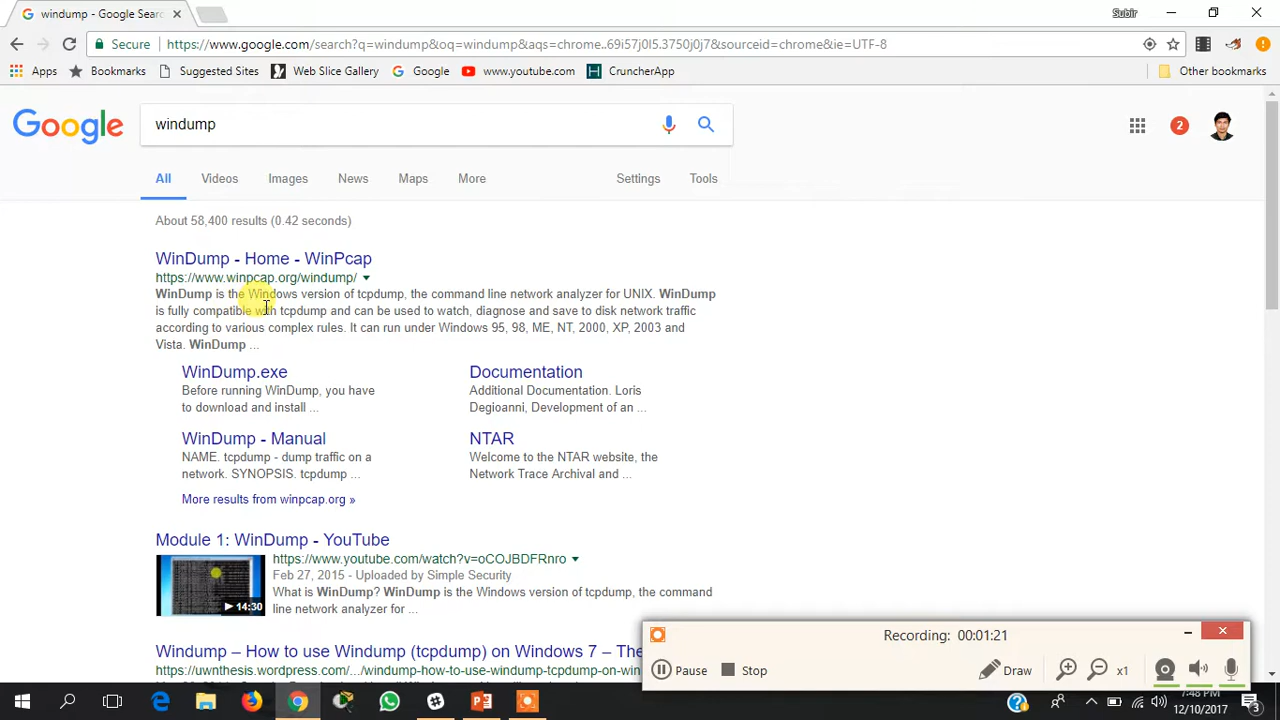 windump - Google Sear
Subir
Secure
https://www.google.com/search?q=windump&oq=windump&aqs=chrome..69i57j0l5.3750j0j7&sourceid=chrome&ie=UTF-8
Apps
Bookmarks
Suggested Sites
Web Slice Gallery
Google
www.youtube.com
CruncherApp
Other bookmarks
Google
windump
2
All
Videos
Images
News
Maps
More
Settings
Tools
About 58,400 results (0.42 seconds)
WinDump - Home - WinPcap
https://www.winpcap.org/windump/
WinDump is the Windows version of tcpdump, the command line network analyzer for UNIX. WinDump
is fully compatible with tcpdump and can be used to watch, diagnose and save to disk network traffic
according to various complex rules. It can run under Windows 95, 98, ME, NT, 2000, XP, 2003 and
Vista. WinDump ...
WinDump.exe
Before running WinDump, you have
to download and install ...
Documentation
Additional Documentation. Loris
Degioanni, Development of an ...
WinDump - Manual
NAME. tcpdump - dump traffic on a
network. SYNOPSIS. tcpdump ...
NTAR
Welcome to the NTAR website, the
Network Trace Archival and ...
More results from winpcap.org »
Module 1: WinDump - YouTube
https://www.youtube.com/watch?v=oCOJBDFRnro
Feb 27, 2015 - Uploaded by Simple Security
What is WinDump? WinDump is the Windows version of tcpdump, the command
line network analyzer for ...
14:30
Windump – How to use Windump (tcpdump) on Windows 7 – The
https://uwnthesis.wordpress.com/.../windump-how-to-use-windump-tcpdump-on-win
Recording: 00:01:21
Pause
Stop
Draw
x1
7:48 PM
12/10/2017
3